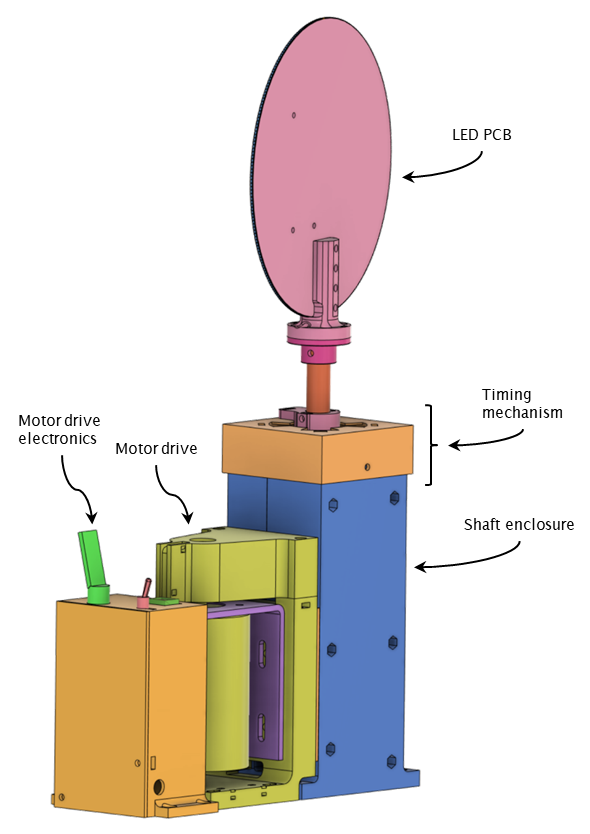 LED PCB
Timing
mechanism
Motor drive
electronics
Motor drive
Shaft enclosure